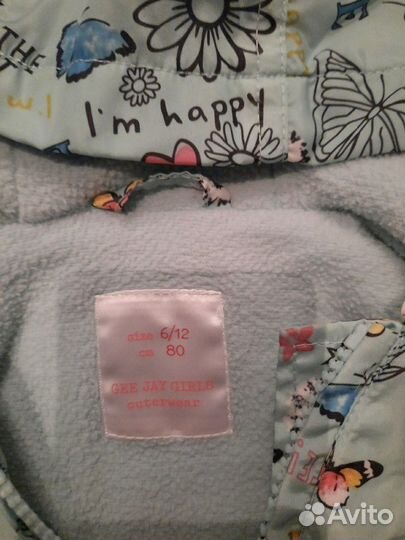 THE
I'm
I'm happy
size 6/12
cm 80
GEE JAY GIRLS
outerwear
Avito